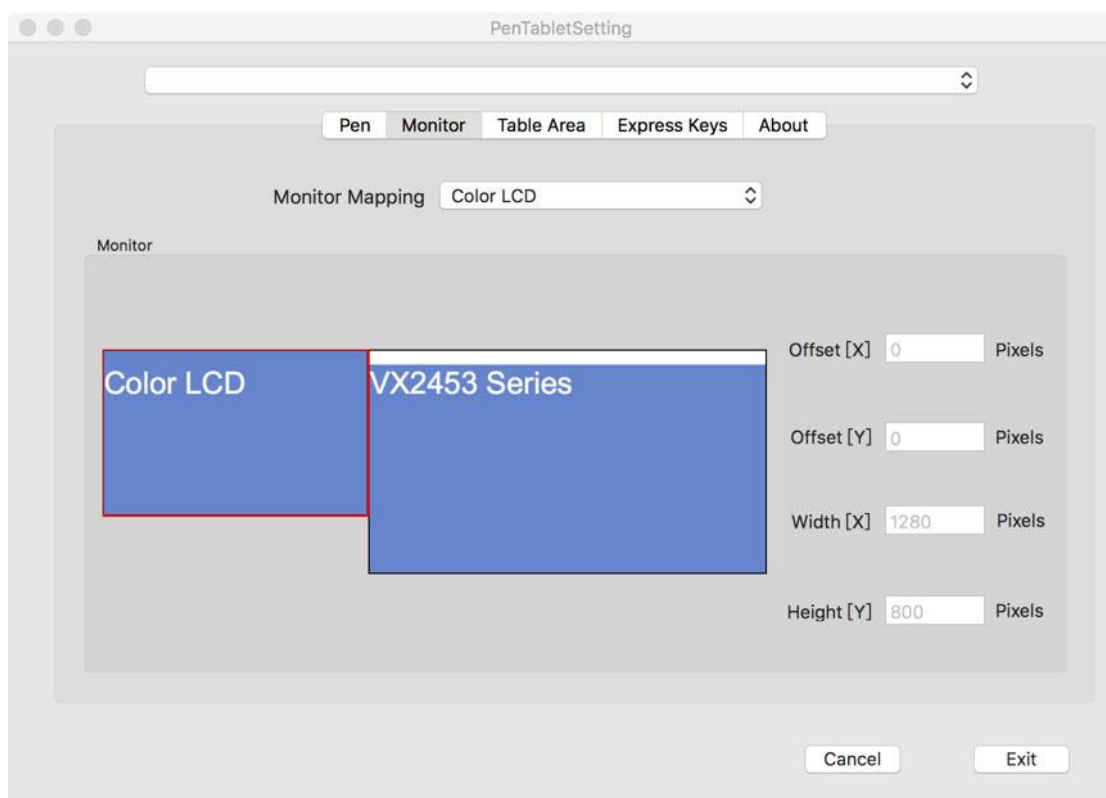 PenTabletSetting
Pen Monitor Table Area Express Keys About
Monitor Mapping Color LCD
Monitor
Offset [X] 0 Pixels
Color LCD VX2453 Series
Offset [Y] 0 Pixels
Width [X] 1280 Pixels
Height [Y] 800 Pixels
Cancel Exit